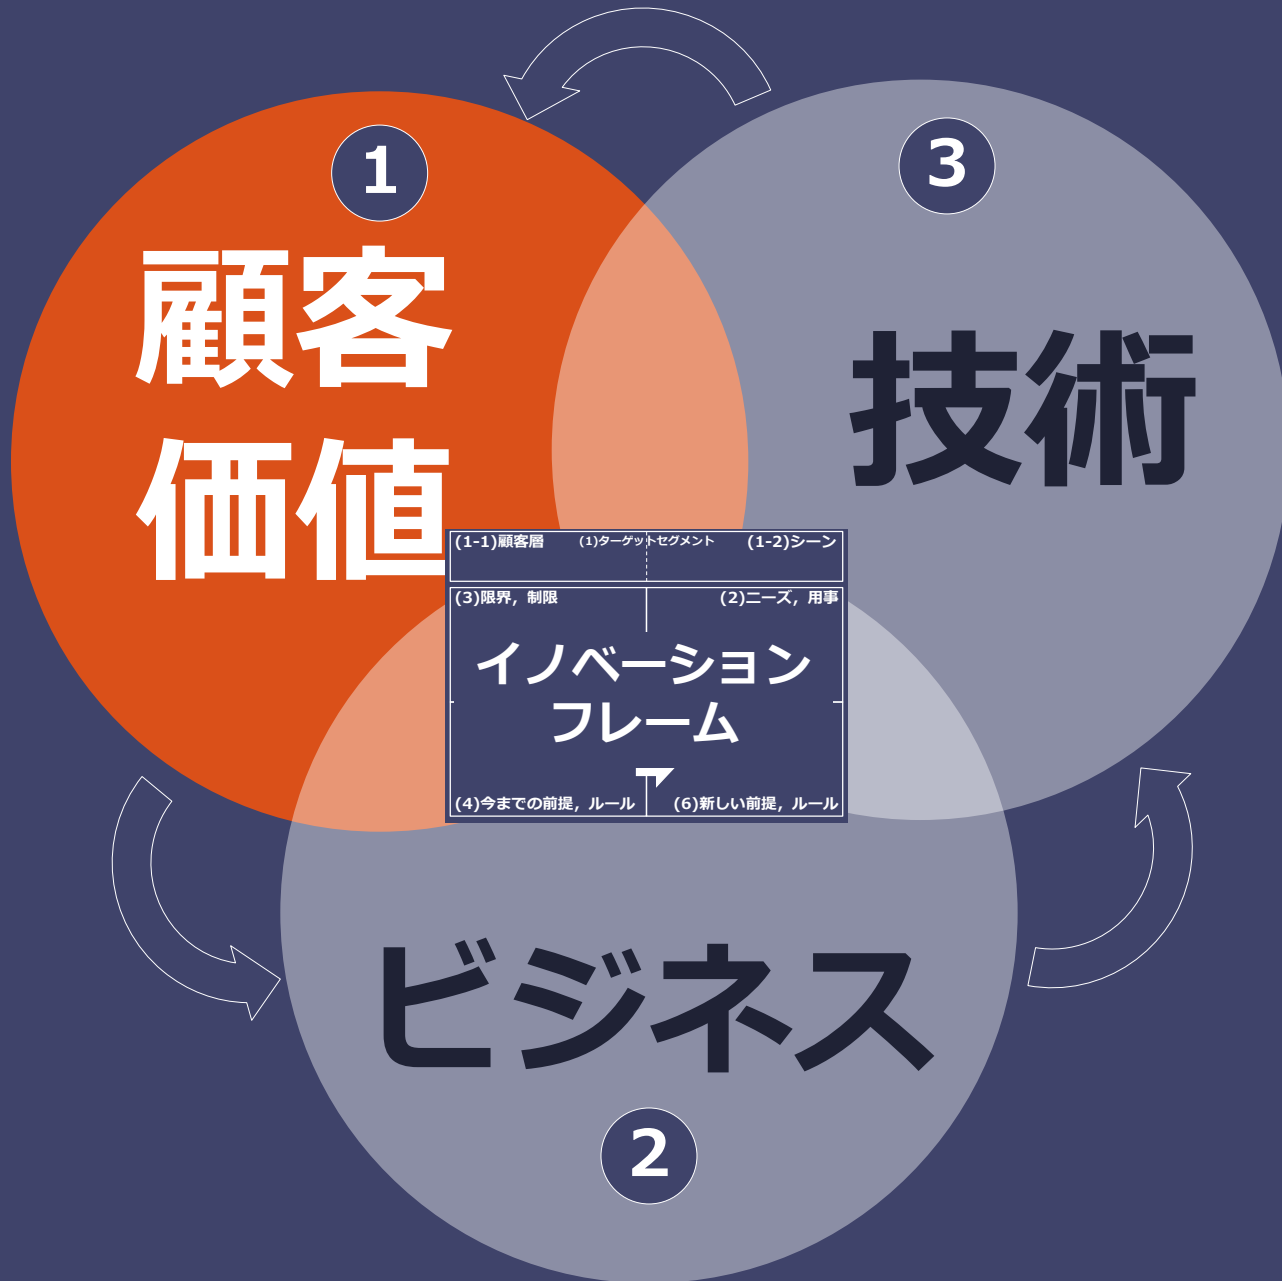 1
顧客
価値
3
技術
(1-1)顧客層
(1)ターゲットセグメント
(1-2)シーン
(3)限界，制限
(2)ニーズ，用事
イノベーション
フレーム
(4)今までの前提，ルール
(6)新しい前提，ルール
ビジネス
2